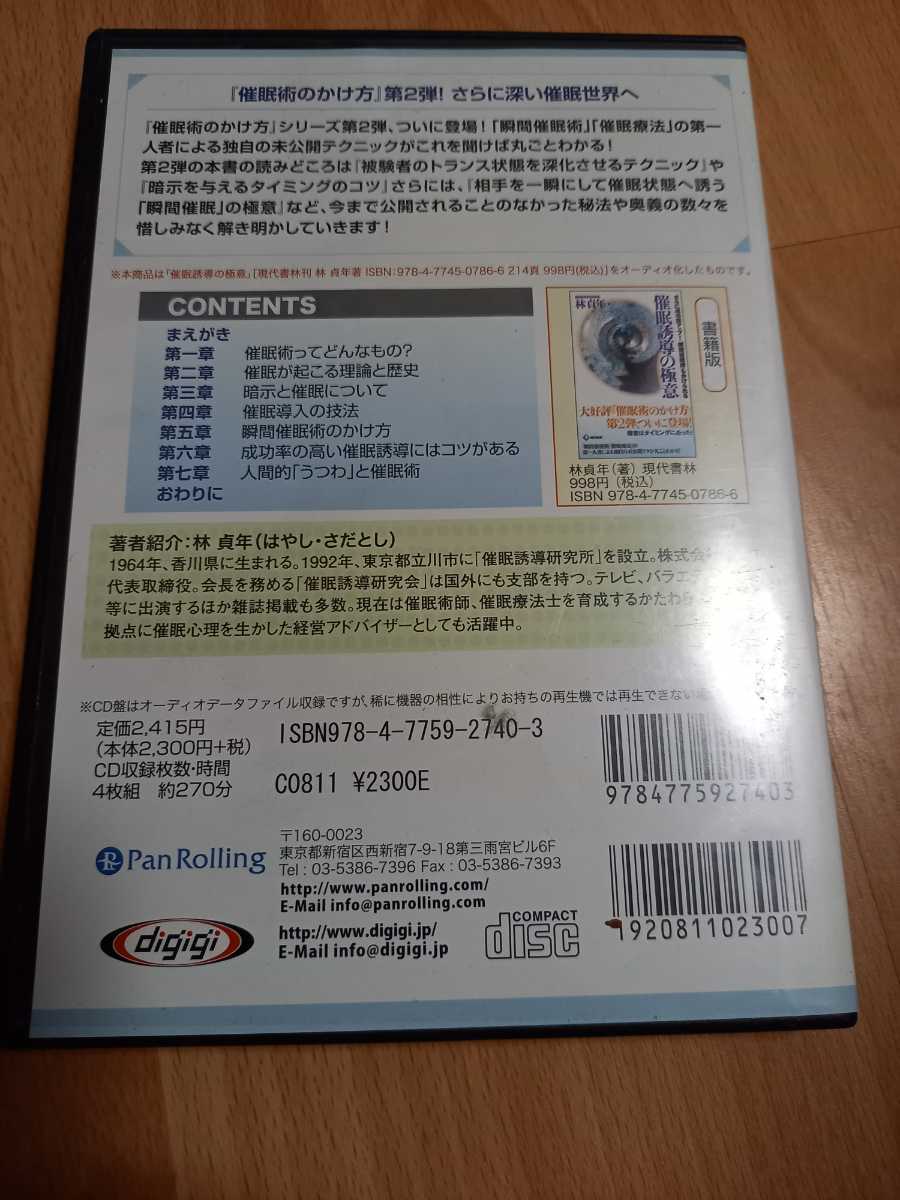 『催眠術のかけ方』第2弾! さらに深い催眠世界へ
『催眠術のかけ方』シリーズ第2弾、ついに登場!「瞬間催眠術」「催眠療法」の第一
人者による独自の未公開テクニックがこれを聞けば丸ごとわかる!
第2弾の本書の読みどころは『被験者のトランス状態を深化させるテクニック』や
『暗示を与えるタイミングのコツ』さらには、『相手を一瞬にして催眠状態へ誘う
「瞬間催眠」の極意』など、今まで公開されることのなかった秘法や奥義の数々を
惜しみなく解き明かしていきます!
※本商品は「催眠誘導の極意」[現代書林刊 林 貞年著 ISBN:978-4-7745-0786-6 214頁 998円(税込)]をオーディオ化したものです。
CONTENTS
まえがき
第一章 催眠術ってどんなもの?
第二章 催眠が起こる理論と歴史
第三章 暗示と催眠について
第四章 催眠導入の技法
第五章 瞬間催眠術のかけ方
第六章 成功率の高い催眠誘導にはコツがある
第七章 人間的「うつわ」と催眠術
おわりに
書籍版
林貞年
催眠誘導の極意
大好評『催眠術のかけ方』
第2弾ついに登場!
林貞年(著) 現代書林
998円 (税込)
ISBN 978-4-7745-0786-6
著者紹介:林 貞年(はやし・さだとし)
1964年、香川県に生まれる。1992年、東京都立川市に「催眠誘導研究所」を設立。株式会
代表取締役。会長を務める「催眠誘導研究会」は国外にも支部を持つ。テレビ、バラエ
等に出演するほか雑誌掲載も多数。現在は催眠術師、催眠療法士を育成するかたわら
拠点に催眠心理を生かした経営アドバイザーとしても活躍中。
※CD盤はオーディオデータファイル収録ですが、稀に機器の相性によりお持ちの再生機では再生できない
定価2,415円
(本体2,300円+税)
CD収録枚数・時間
4枚組 約270分
ISBN978-4-7759-2740-3
C0811 ¥2300E
9784775927403
1920811023007
PanRolling
〒160-0023
東京都新宿区西新宿7-9-18第三雨宮ビル6F
Tel : 03-5386-7396 Fax : 03-5386-7393
http://www.panrolling.com/
E-Mail info@panrolling.com
digigi
http://www.digigi.jp/
E-Mail info@digigi.jp
COMPACT
disc